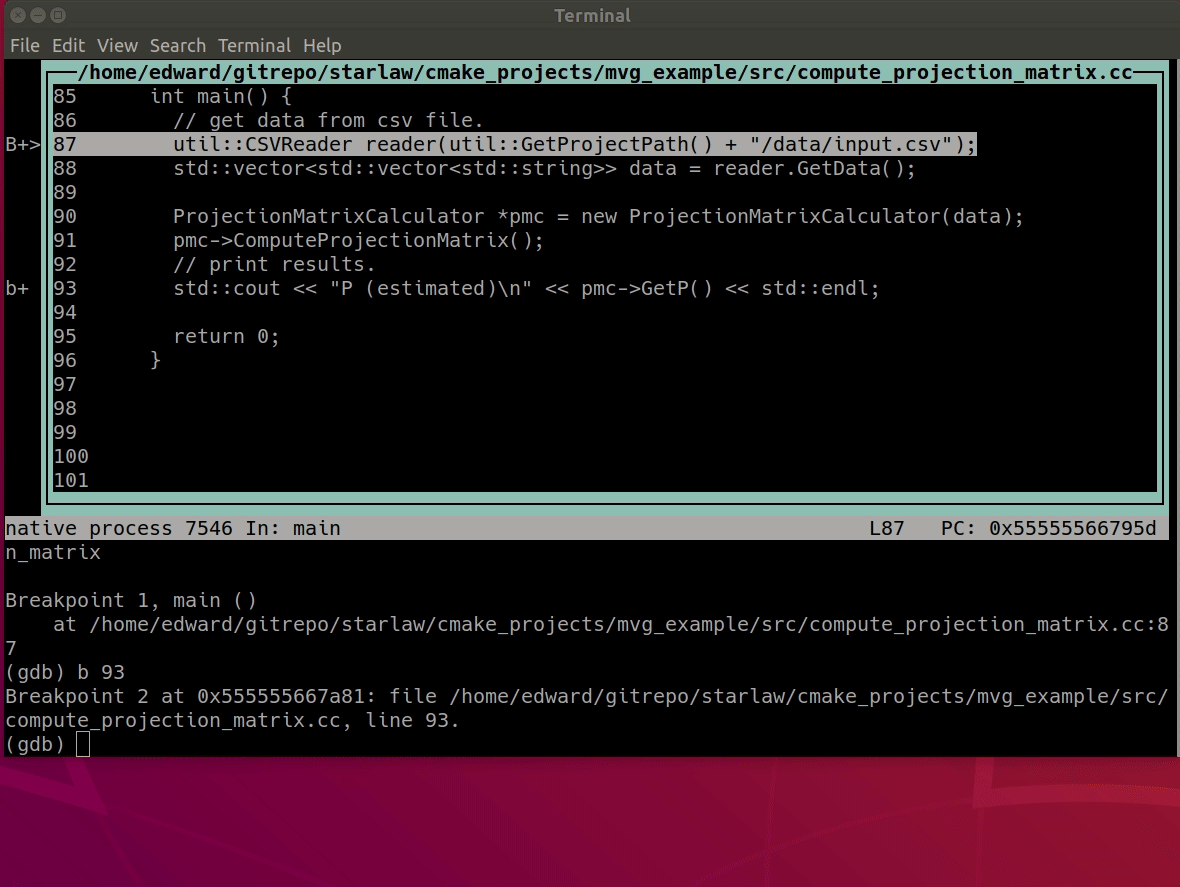 Terminal
File Edit View Search Terminal Help
/home/edward/gitrepo/starlaw/cmake_projects/mvg_example/src/compute_projection_matrix.cc
85      int main() {
86        // get data from csv file.
B+> 87        util::CSVReader reader(util::GetProjectPath() + "/data/input.csv");
88        std::vector<std::vector<std::string>> data = reader.GetData();
89
90        ProjectionMatrixCalculator *pmc = new ProjectionMatrixCalculator(data);
91        pmc->ComputeProjectionMatrix();
92        // print results.
b+  93        std::cout << "P (estimated)\n" << pmc->GetP() << std::endl;
94
95        return 0;
96      }
97
98
99
100
101
native process 7546 In: main                                            L87   PC: 0x55555566795d
n_matrix
Breakpoint 1, main ()
    at /home/edward/gitrepo/starlaw/cmake_projects/mvg_example/src/compute_projection_matrix.cc:8
7
(gdb) b 93
Breakpoint 2 at 0x555555667a81: file /home/edward/gitrepo/starlaw/cmake_projects/mvg_example/src/
compute_projection_matrix.cc, line 93.
(gdb)